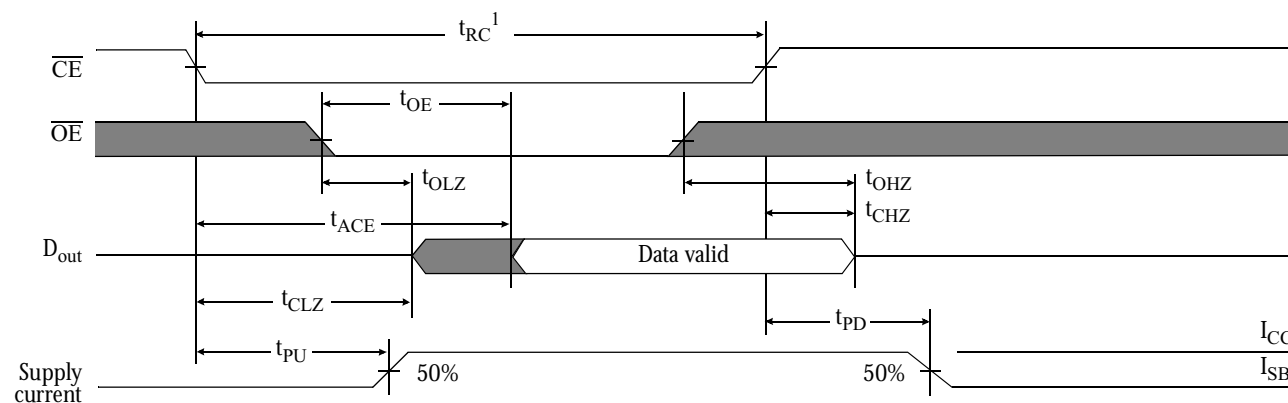 tRC1
CE
tOE
OE
tOLZ
tOHZ
tACE
tCHZ
Dout
Data valid
tCLZ
tPD
ICC
tPU
Supply
current
50%
50%
ISB